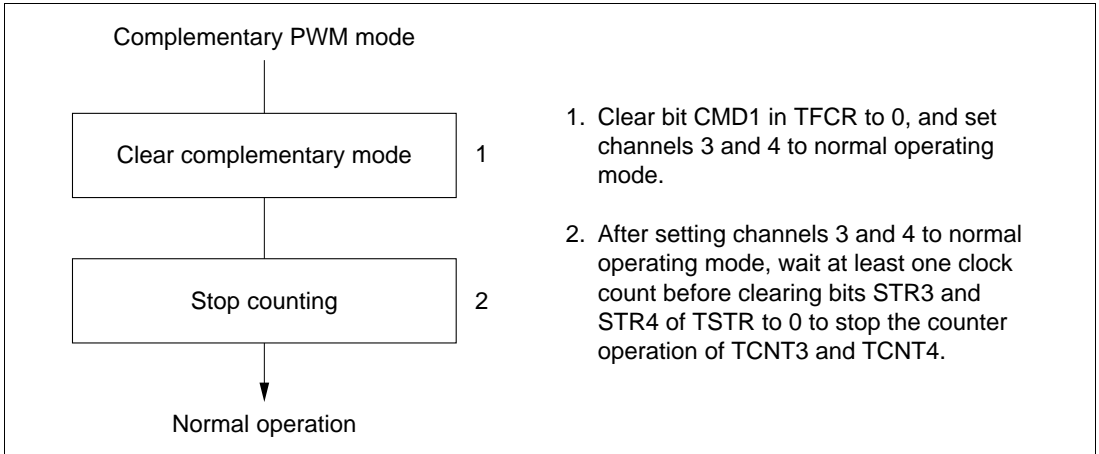 Complementary PWM mode
Clear complementary mode
1
Stop counting
2
Normal operation
1. Clear bit CMD1 in TFCR to 0, and set
channels 3 and 4 to normal operating
mode.
2. After setting channels 3 and 4 to normal
operating mode, wait at least one clock
count before clearing bits STR3 and
STR4 of TSTR to 0 to stop the counter
operation of TCNT3 and TCNT4.